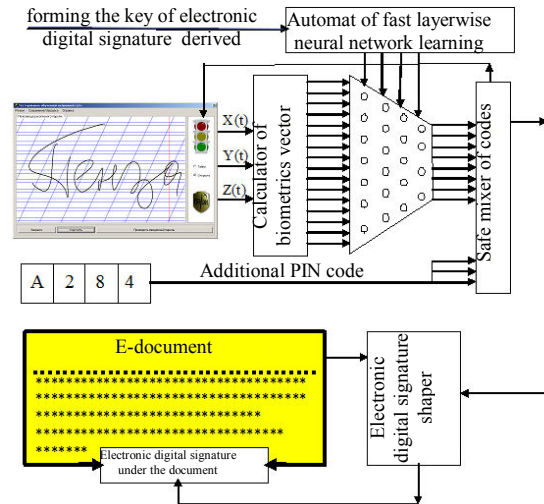 forming the key of electronic
digital signature derived
Automat of fast layerwise
neural network learning
X(t)
Y(t)
Z(t)
Пенза
Calculator of
biometrics vector
Safe mixer of codes
A 2 8 4
Additional PIN code
E-document
**********************************
**********************************
****************************
*******************************
*******
Electronic digital signature
under the document
Electronic
digital signature
shaper